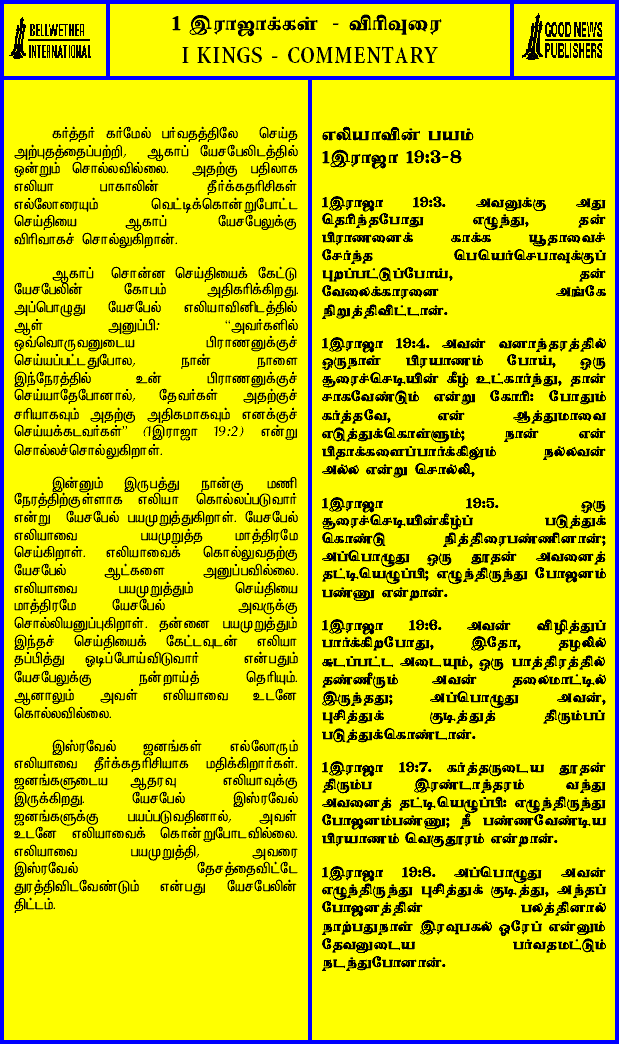 BELLWETHER
INTERNATIONAL
1 இராஜாக்கள் - விரிவுரை
I KINGS - COMMENTARY
GOOD NEWS
PUBLISHERS
கர்த்தர் கர்மேல் பர்வதத்திலே செய்த
அற்புதத்தைப்பற்றி, ஆகாப் யேசபேலிடத்தில்
ஒன்றும் சொல்லவில்லை. அதற்கு பதிலாக
எலியா பாகாலின் தீர்க்கதரிசிகள்
எல்லோரையும் வெட்டிக்கொன்றுபோட்ட
செய்தியை ஆகாப் யேசபேலுக்கு
விரிவாகச் சொல்லுகிறான்.
ஆகாப் சொன்ன செய்தியைக் கேட்டு
யேசபேலின் கோபம் அதிகரிக்கிறது.
அப்பொழுது யேசபேல் எலியாவினிடத்தில்
ஆள் அனுப்பி: “அவர்களில்
ஒவ்வொருவனுடைய பிராணனுக்குச்
செய்யப்பட்டதுபோல, நான் நாளை
இந்நேரத்தில் உன் பிராணனுக்குச்
செய்யாதேபோனால், தேவர்கள் அதற்குச்
சரியாகவும் அதற்கு அதிகமாகவும் எனக்குச்
செய்யக்கடவர்கள்” (1இராஜா 19:2) என்று
சொல்லச்சொல்லுகிறாள்.
இன்னும் இருபத்து நான்கு மணி
நேரத்திற்குள்ளாக எலியா கொல்லப்படுவார்
என்று யேசபேல் பயமுறுத்துகிறாள். யேசபேல்
எலியாவை பயமுறுத்த மாத்திரமே
செய்கிறாள். எலியாவைக் கொல்லுவதற்கு
யேசபேல் ஆட்களை அனுப்பவில்லை.
எலியாவை பயமுறுத்தும் செய்தியை
மாத்திரமே யேசபேல் அவருக்கு
சொல்லியனுப்புகிறாள். தன்னை பயமுறுத்தும்
இந்தச் செய்தியைக் கேட்டவுடன் எலியா
தப்பித்து ஓடிப்போய்விடுவார் என்பதும்
யேசபேலுக்கு நன்றாய்த் தெரியும்.
ஆனாலும் அவள் எலியாவை உடனே
கொல்லவில்லை.
இஸ்ரவேல் ஜனங்கள் எல்லோரும்
எலியாவை தீர்க்கதரிசியாக மதிக்கிறார்கள்.
ஜனங்களுடைய ஆதரவு எலியாவுக்கு
இருக்கிறது. யேசபேல் இஸ்ரவேல்
ஜனங்களுக்கு பயப்படுவதினால், அவள்
உடனே எலியாவைக் கொன்றுபோடவில்லை.
எலியாவை பயமுறுத்தி, அவரை
இஸ்ரவேல் தேசத்தைவிட்டே
துரத்திவிடவேண்டும் என்பது யேசபேலின்
திட்டம்.
எலியாவின் பயம்
1இராஜா 19:3-8
1இராஜா 19:3. அவனுக்கு அது
தெரிந்தபோது எழுந்து, தன்
பிராணனைக் காக்க யூதாவைச்
சேர்ந்த பெயெர்செபாவுக்குப்
புறப்பட்டுப்போய், தன்
வேலைக்காரனை அங்கே
நிறுத்திவிட்டான்.
1இராஜா 19:4. அவன் வனாந்தரத்தில்
ஒருநாள் பிரயாணம் போய், ஒரு
சூரைச்செடியின் கீழ் உட்கார்ந்து, தான்
சாகவேண்டும் என்று கோரி: போதும்
கர்த்தவே, என் ஆத்துமாவை
எடுத்துக்கொள்ளும்; நான் என்
பிதாக்களைப்பார்க்கிலும் நல்லவன்
அல்ல என்று சொல்லி,
1இராஜா 19:5. ஒரு
சூரைச்செடியின்கீழ்ப் படுத்துக்
கொண்டு நித்திரைபண்ணினான்;
அப்பொழுது ஒரு தூதன் அவனைத்
தட்டியெழுப்பி; எழுந்திருந்து போஜனம்
பண்ணு என்றான்.
1இராஜா 19:6. அவன் விழித்துப்
பார்க்கிறபோது, இதோ, தழலில்
சுடப்பட்ட அடையும், ஒரு பாத்திரத்தில்
தண்ணீரும் அவன் தலைமாட்டில்
இருந்தது; அப்பொழுது அவன்,
புசித்துக் குடித்துத் திரும்பப்
படுத்துக்கொண்டான்.
1இராஜா 19:7. கர்த்தருடைய தூதன்
திரும்ப இரண்டாந்தரம் வந்து
அவனைத் தட்டியெழுப்பி: எழுந்திருந்து
போஜனம்பண்ணு; நீ பண்ணவேண்டிய
பிரயாணம் வெகுதூரம் என்றான்.
1இராஜா 19:8. அப்பொழுது அவன்
எழுந்திருந்து புசித்துக் குடித்து, அந்தப்
போஜனத்தின் பலத்தினால்
நாற்பதுநாள் இரவுபகல் ஓரேப் என்னும்
தேவனுடைய பர்வதமட்டும்
நடந்துபோனான்.